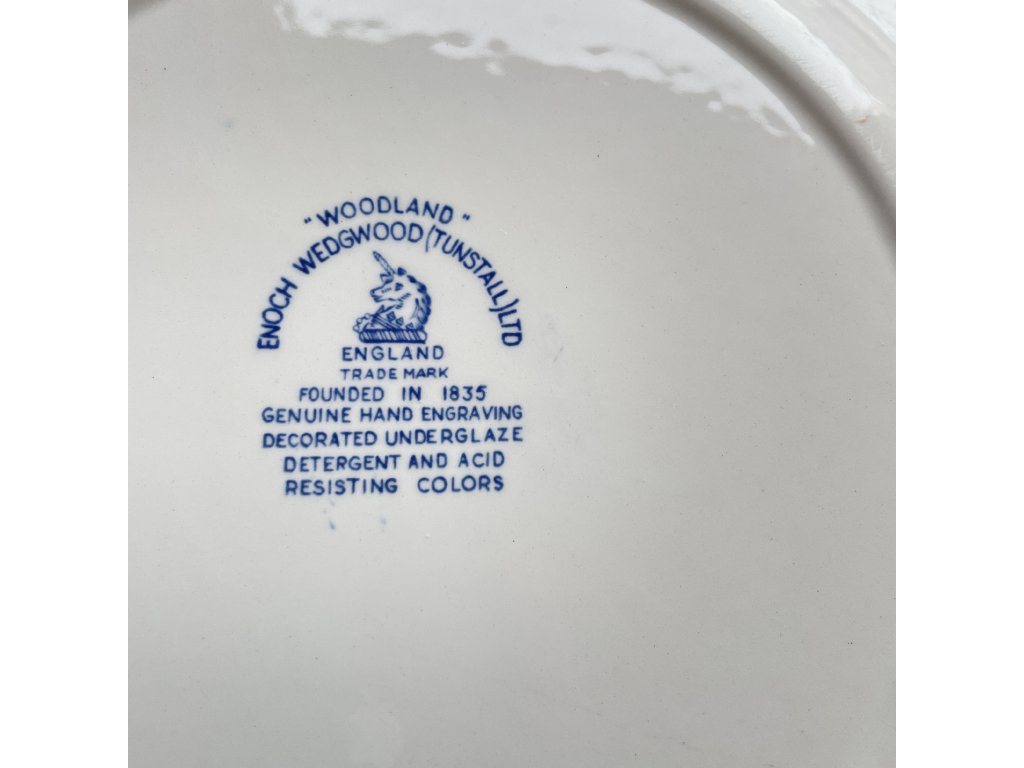 "WOODLAND"
ENOCH WEDGWOOD (TUNSTALL) LTD
ENGLAND
TRADE MARK
FOUNDED IN 1835
GENUINE HAND ENGRAVING
DECORATED UNDERGLAZE
DETERGENT AND ACID
RESISTING COLORS